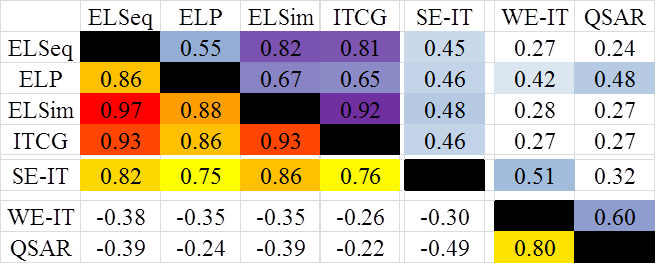 ELSeq ELP ELSim ITCG SE-IT WE-IT QSAR
ELSeq 0.55 0.82 0.81 0.45 0.27 0.24
ELP 0.86 0.67 0.65 0.46 0.42 0.48
ELSim 0.97 0.88 0.92 0.48 0.28 0.27
ITCG 0.93 0.86 0.93 0.46 0.27 0.27
SE-IT 0.82 0.75 0.86 0.76 0.51 0.32
WE-IT -0.38 -0.35 -0.35 -0.26 -0.30 0.60
QSAR -0.39 -0.24 -0.39 -0.22 -0.49 0.80